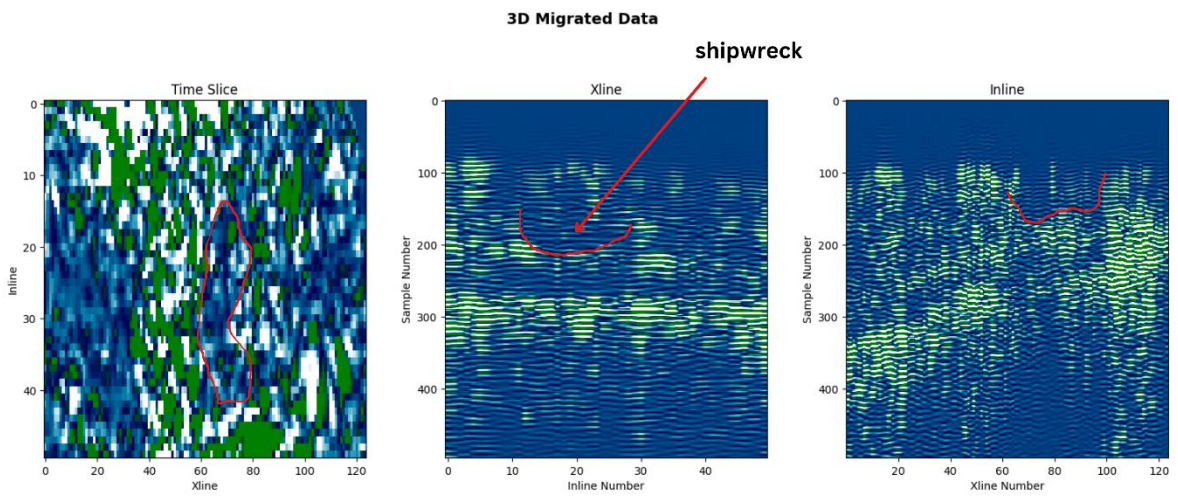 3D Migrated Data
shipwreck
Time Slice
0
10
20
30
40
Inline
0 20 40 60 80 100 120
Xline
Xline
0
100
200
300
400
Sample Number
0 10 20 30 40
Inline Number
Inline
0
100
200
300
400
Sample Number
20 40 60 80 100 120
Xline Number